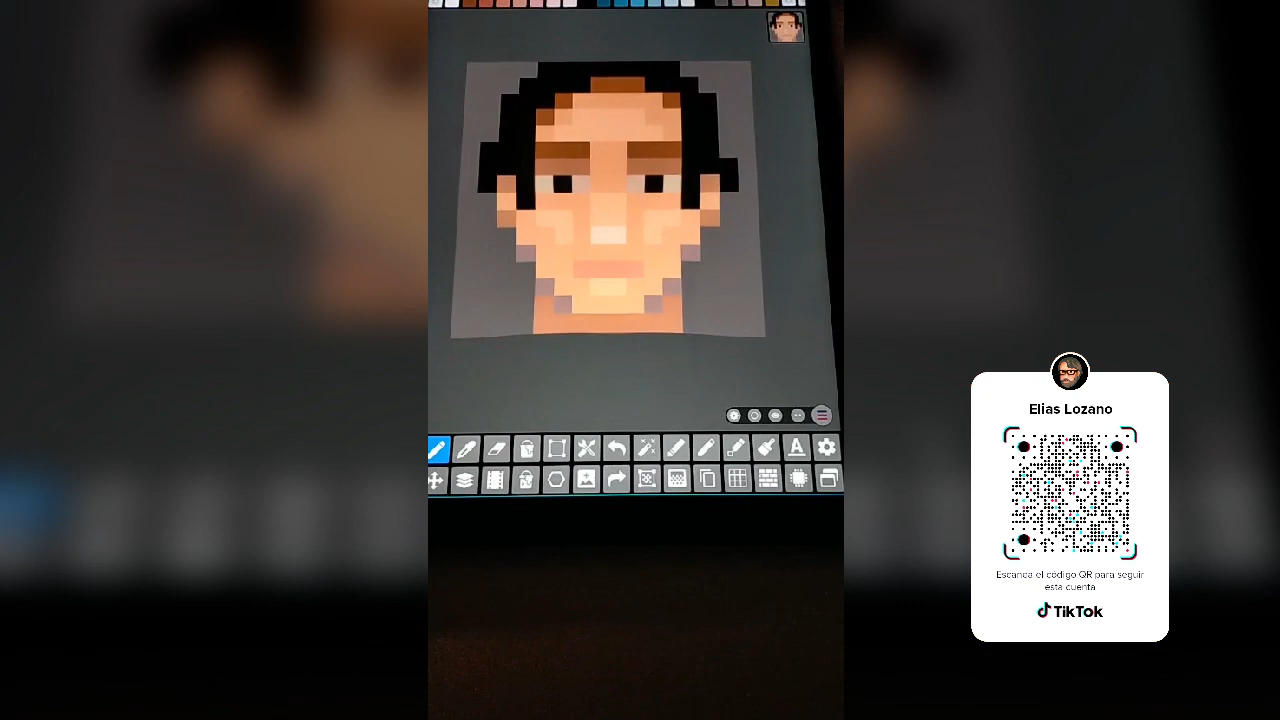 A
Elias Lozano
Escanea el código QR para seguir
esta cuenta
TikTok